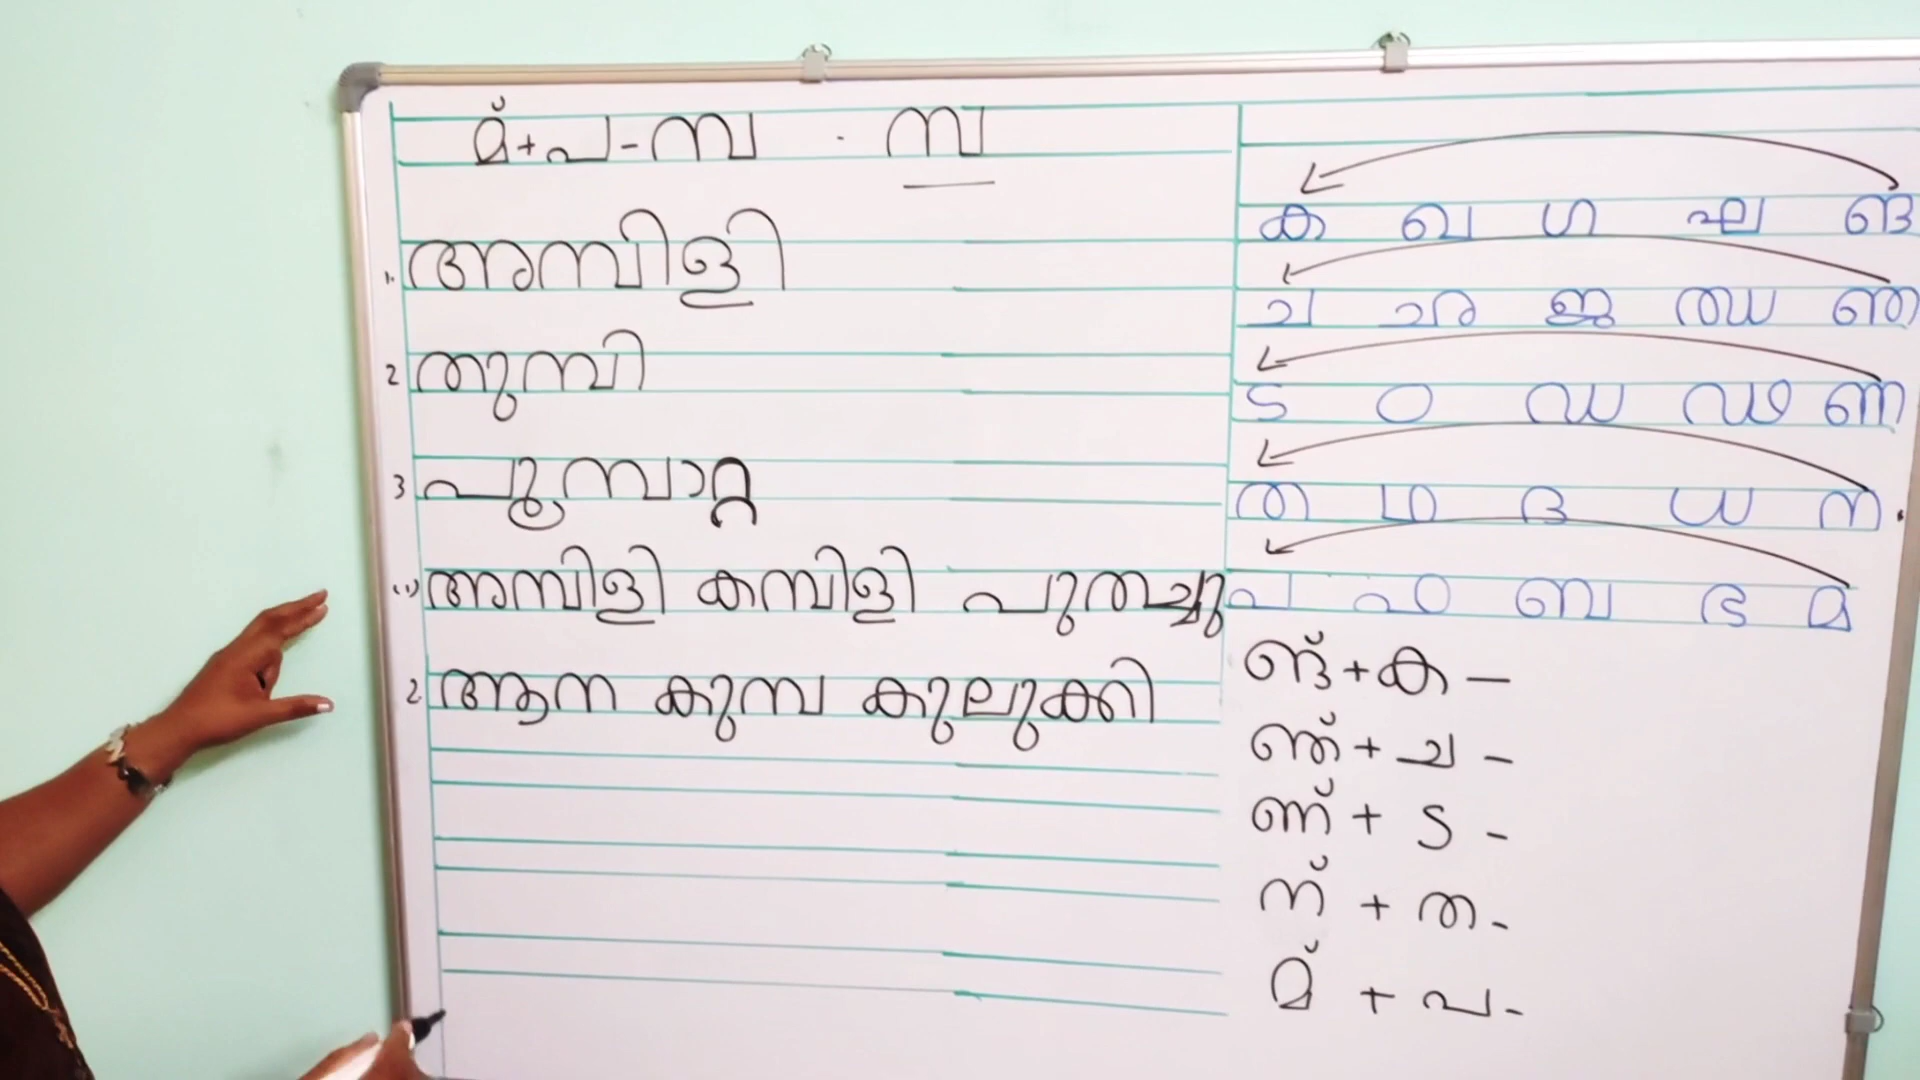 മ്+പ-മ്പ - മ്പ
1. അമ്പിളി
2 തുമ്പി
3 പൂമ്പാറ്റ
(1) അമ്പിളി കമ്പിളി പുതച്ചു
2 ആന കുമ്പ കുലുക്കി
ക ഖ ഗ ഘ ങ
ച ഛ ജ ഝ ഞ
ട ഠ ഡ ഢ ണ
ത ഥ ദ ധ ന
പ ഫ ബ ഭ മ
ങ്+ക -
ഞ് + ച -
ണ് + ട -
ന് + ത -
മ് + പ -